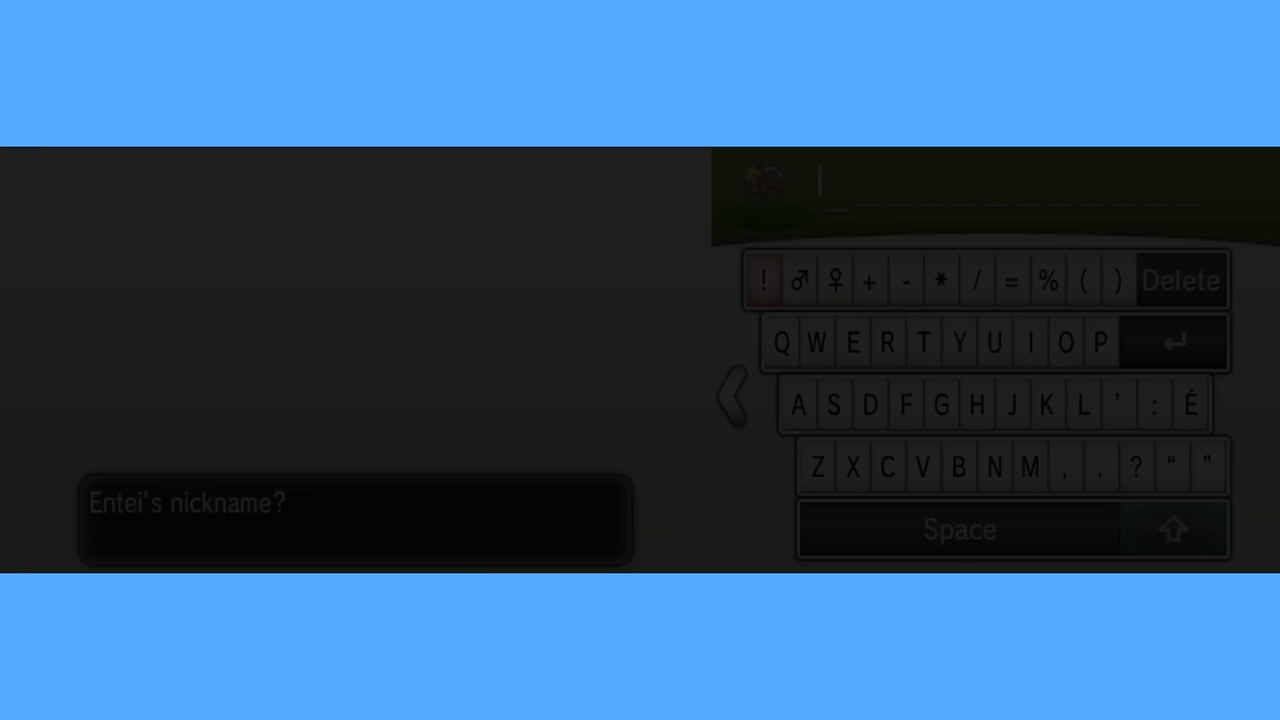 Entei's nickname?
! ♂ ♀ + - * / = % ( ) Delete
Q W E R T Y U I O P ↵
A S D F G H J K L ' : É
Z X C V B N M , . ? “ "
Space